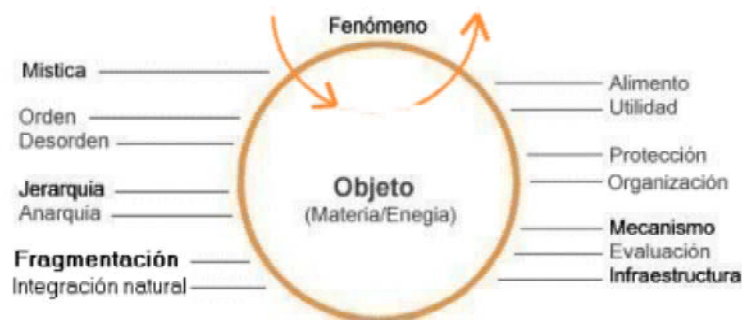 Fenómeno
Mistica
Orden
Desorden
Jerarquia
Anarquia
Fragmentación
Integración natural
Objeto
(Materia/Enegia)
Alimento
Utilidad
Protección
Organización
Mecanismo
Evaluación
Infraestructura